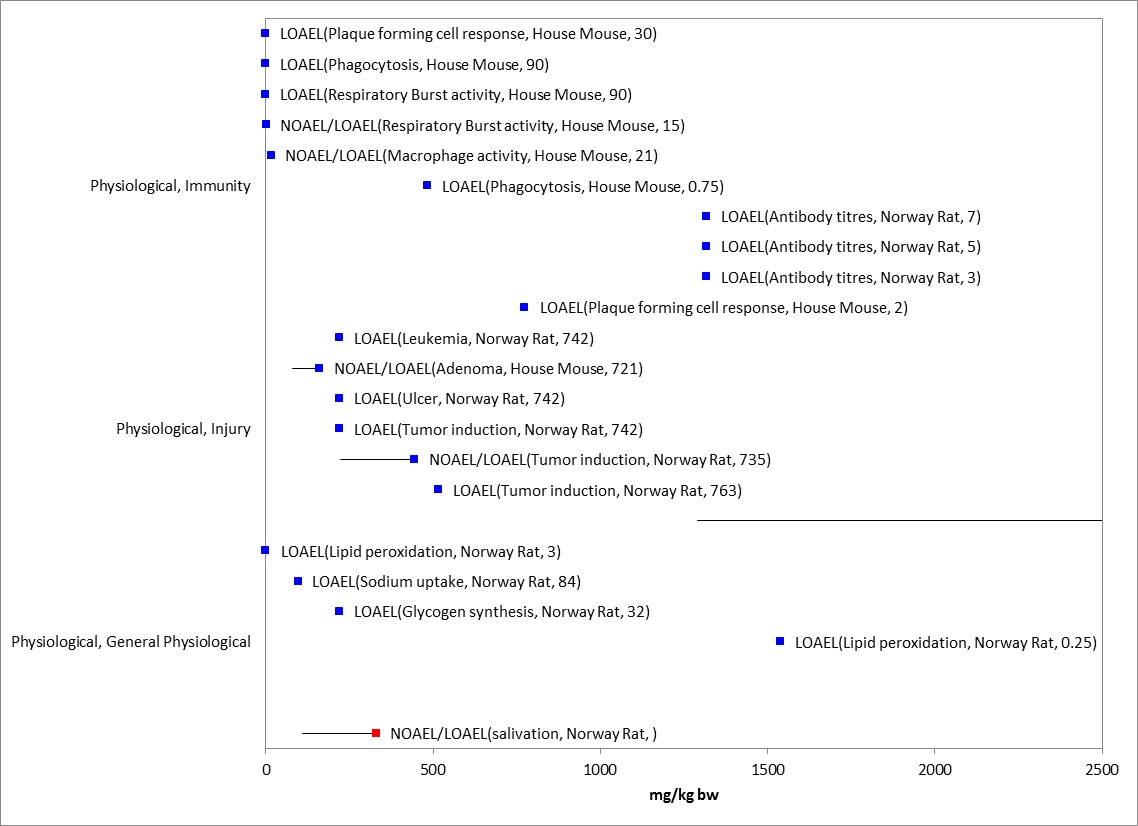 LOAEL(Plaque forming cell response, House Mouse, 30)
LOAEL(Phagocytosis, House Mouse, 90)
LOAEL(Respiratory Burst activity, House Mouse, 90)
NOAEL/LOAEL(Respiratory Burst activity, House Mouse, 15)
NOAEL/LOAEL(Macrophage activity, House Mouse, 21)
Physiological, Immunity
LOAEL(Phagocytosis, House Mouse, 0.75)
LOAEL(Antibody titres, Norway Rat, 7)
LOAEL(Antibody titres, Norway Rat, 5)
LOAEL(Antibody titres, Norway Rat, 3)
LOAEL(Plaque forming cell response, House Mouse, 2)
LOAEL(Leukemia, Norway Rat, 742)
NOAEL/LOAEL(Adenoma, House Mouse, 721)
LOAEL(Ulcer, Norway Rat, 742)
Physiological, Injury
LOAEL(Tumor induction, Norway Rat, 742)
NOAEL/LOAEL(Tumor induction, Norway Rat, 735)
LOAEL(Tumor induction, Norway Rat, 763)
LOAEL(Lipid peroxidation, Norway Rat, 3)
LOAEL(Sodium uptake, Norway Rat, 84)
LOAEL(Glycogen synthesis, Norway Rat, 32)
Physiological, General Physiological
LOAEL(Lipid peroxidation, Norway Rat, 0.25)
NOAEL/LOAEL(salivation, Norway Rat, )
0 500 1000 1500 2000 2500
mg/kg bw